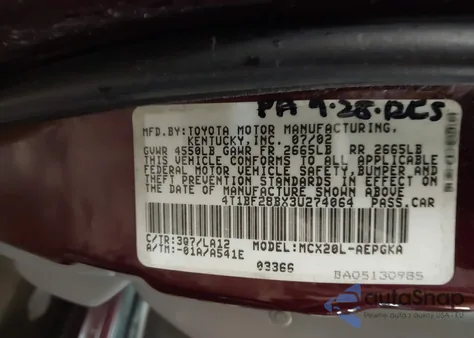 PA 9·28·DCS
MFD.BY:TOYOTA MOTOR MANUFACTURING,
KENTUCKY,INC. 07/02
GVWR 4550LB GAWR FR 2665LB RR 2665LB
THIS VEHICLE CONFORMS TO ALL APPLICABLE
FEDERAL MOTOR VEHICLE SAFETY,BUMPER AND
THEFT PREVENTION STANDARDS IN EFFECT ON
THE DATE OF MANUFACTURE SHOWN ABOVE
4T1BF28BX3U274064 PASS.CAR
C/TR:3Q7/LA12 MODEL:MCX20L-AEPGKA
A/TM:-01A/A541E
03366 BA05130985
autaSnap